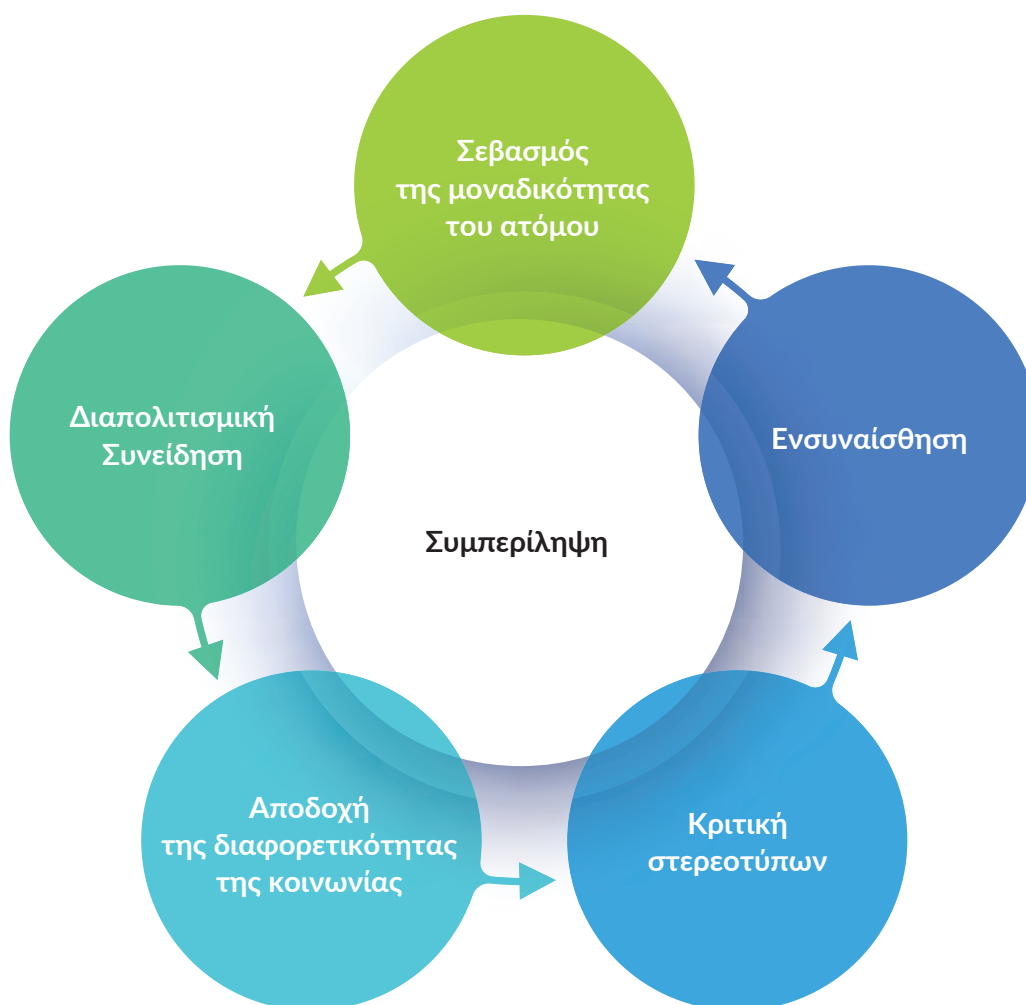 Σεβασμός
της μοναδικότητας
του ατόμου
Διαπολιτισμική
Συνείδηση
Ενσυναίσθηση
Συμπερίληψη
Αποδοχή
της διαφορετικότητας
της κοινωνίας
Κριτική
στερεοτύπων